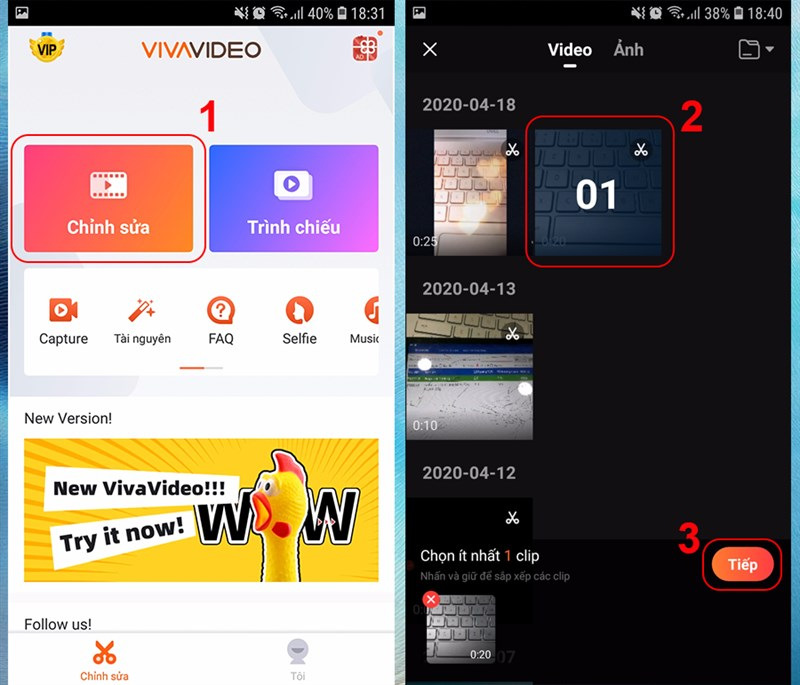 40% 18:31
VIP
VIVAVIDEO
AD
1
Chỉnh sửa
Trình chiếu
Capture
Tài nguyên
FAQ
Selfie
Music
New Version!
New VivaVideo!!!
Try it now!
WOW
Follow us!
Chỉnh sửa
Tôi
38% 18:40
Video
Ảnh
2020-04-18
2
0:25
01
0:20
2020-04-13
0:10
2020-04-12
3
Chọn ít nhất 1 clip
Nhấn và giữ để sắp xếp các clip
Tiếp
0:20
07